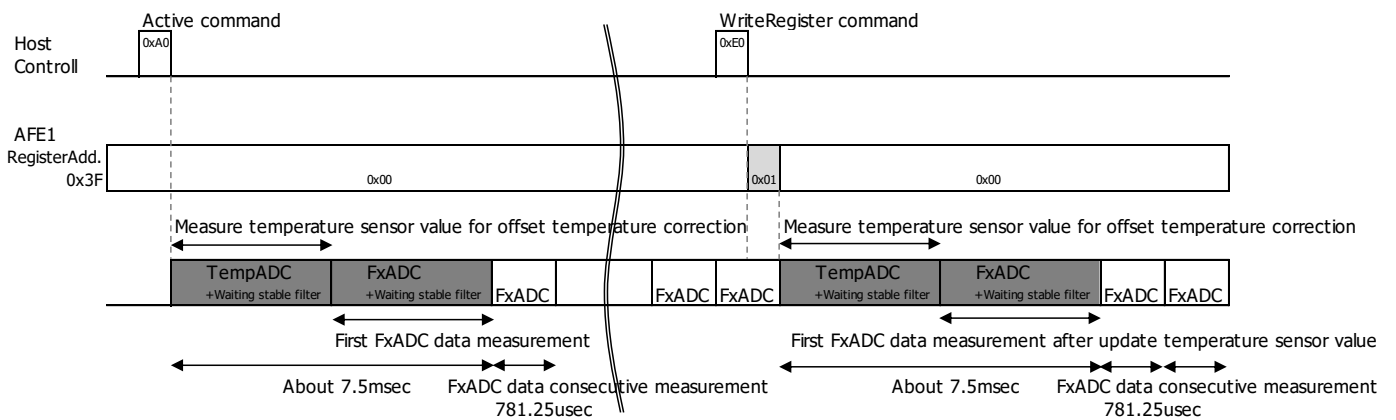 Active command
WriteRegister command
Host
Controll
0xA0
0xE0
AFE1
RegisterAdd.
0x3F
0x00
0x01
0x00
Measure temperature sensor value for offset temperature correction
Measure temperature sensor value for offset temperature correction
TempADC
+Waiting stable filter
FxADC
+Waiting stable filter
FxADC
FxADC
FxADC
TempADC
+Waiting stable filter
FxADC
+Waiting stable filter
FxADC
FxADC
First FxADC data measurement
First FxADC data measurement after update temperature sensor value
About 7.5msec
FxADC data consecutive measurement
781.25usec
About 7.5msec
FxADC data consecutive measurement
781.25usec